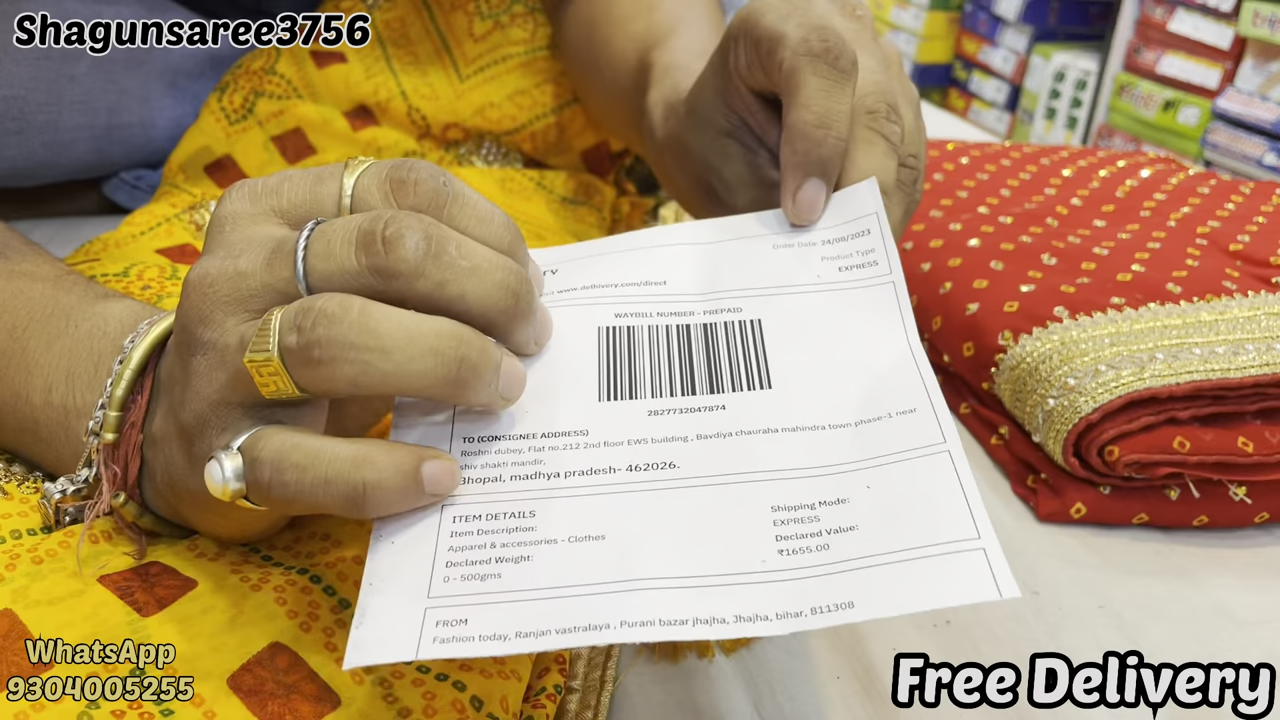 Shagunsaree3756
Order Date: 24/08/2023
Product Type
EXPRESS
visit www.delhivery.com/direct
WAYBILL NUMBER - PREPAID
2827732047874
TO (CONSIGNEE ADDRESS)
Roshni dubey, Flat no.212 2nd floor EWS building , Bavdiya chauraha mahindra town phase-1 near
shiv shakti mandir,
Bhopal, madhya pradesh- 462026.
ITEM DETAILS
Item Description:
Apparel & accessories - Clothes
Declared Weight:
0 - 500gms
Shipping Mode:
EXPRESS
Declared Value:
₹1655.00
FROM
Fashion today, Ranjan vastralaya , Purani bazar jhajha, Jhajha, bihar, 811308
WhatsApp
9304005255
Free Delivery